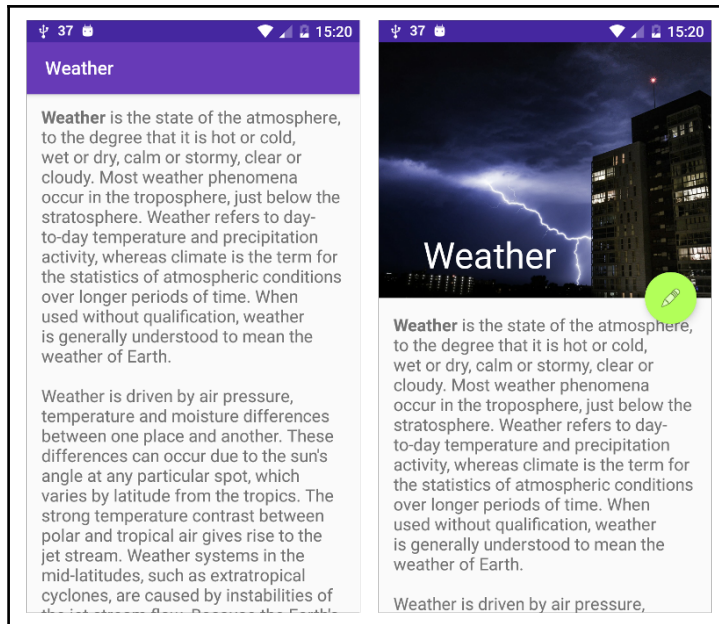 37 15:20
Weather
Weather is the state of the atmosphere,
to the degree that it is hot or cold,
wet or dry, calm or stormy, clear or
cloudy. Most weather phenomena
occur in the troposphere, just below the
stratosphere. Weather refers to day-
to-day temperature and precipitation
activity, whereas climate is the term for
the statistics of atmospheric conditions
over longer periods of time. When
used without qualification, weather
is generally understood to mean the
weather of Earth.
Weather is driven by air pressure,
temperature and moisture differences
between one place and another. These
differences can occur due to the sun's
angle at any particular spot, which
varies by latitude from the tropics. The
strong temperature contrast between
polar and tropical air gives rise to the
jet stream. Weather systems in the
mid-latitudes, such as extratropical
cyclones, are caused by instabilities of
the jet stream flow. Because the Earth's
37 15:20
Weather
Weather is the state of the atmosphere,
to the degree that it is hot or cold,
wet or dry, calm or stormy, clear or
cloudy. Most weather phenomena
occur in the troposphere, just below the
stratosphere. Weather refers to day-
to-day temperature and precipitation
activity, whereas climate is the term for
the statistics of atmospheric conditions
over longer periods of time. When
used without qualification, weather
is generally understood to mean the
weather of Earth.
Weather is driven by air pressure,